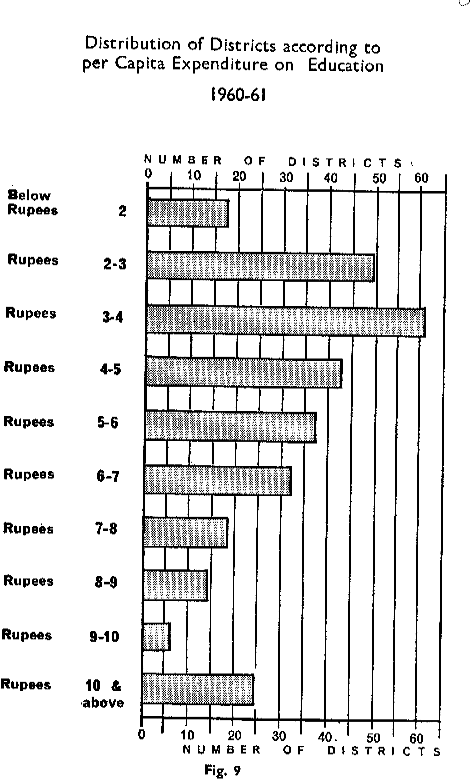 Distribution of Districts according to
per Capita Expenditure on Education
1960-61
NUMBER OF DISTRICTS
0 10 20 30 40 50 60
Below
Rupees 2
Rupees 2-3
Rupees 3-4
Rupees 4-5
Rupees 5-6
Rupees 6-7
Rupees 7-8
Rupees 8-9
Rupees 9-10
Rupees 10 &
above
0 10 20 30 40 50 60
NUMBER OF DISTRICTS
Fig. 9